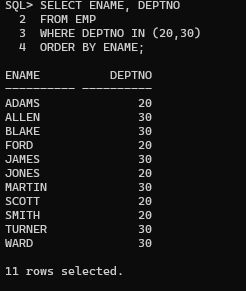 SQL> SELECT ENAME, DEPTNO
  2  FROM EMP
  3  WHERE DEPTNO IN (20,30)
  4  ORDER BY ENAME;

ENAME          DEPTNO
---------- ----------
ADAMS              20
ALLEN              30
BLAKE              30
FORD               20
JAMES              30
JONES              20
MARTIN             30
SCOTT              20
SMITH              20
TURNER             30
WARD               30

11 rows selected.